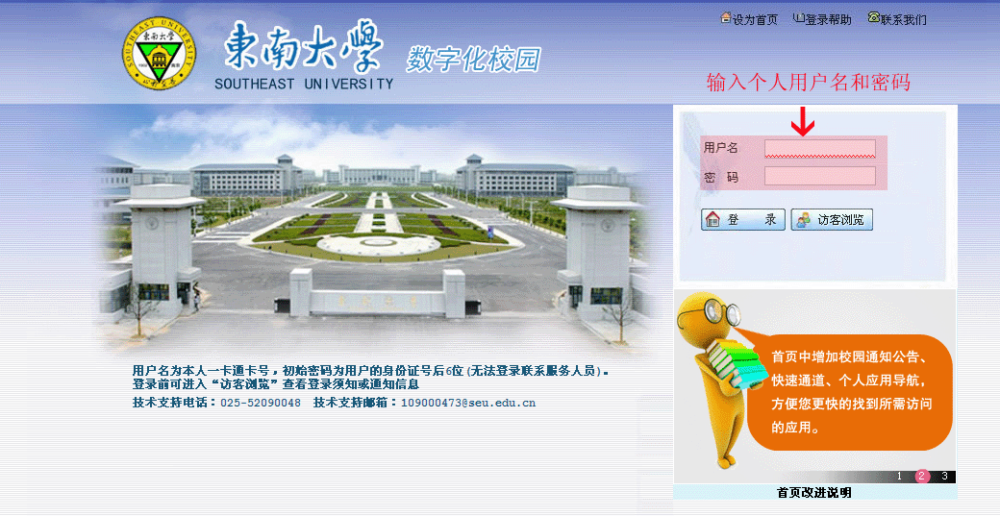 设为首页 登录帮助 联系我们
SOUTHEAST UNIVERSITY
東南大學
東南大學 数字化校园
SOUTHEAST UNIVERSITY
输入个人用户名和密码
用户名
密 码
登 录 访客浏览
用户名为本人一卡通卡号，初始密码为用户的身份证号后6位(无法登录联系服务人员)。
登录前可进入“访客浏览”查看登录须知或通知信息
技术支持电话：025-52090048 技术支持邮箱：109000473@seu.edu.cn
首页中增加校园通知公告、
快速通道、个人应用导航，
方便您更快的找到所需访问
的应用。
1 2 3
首页改进说明